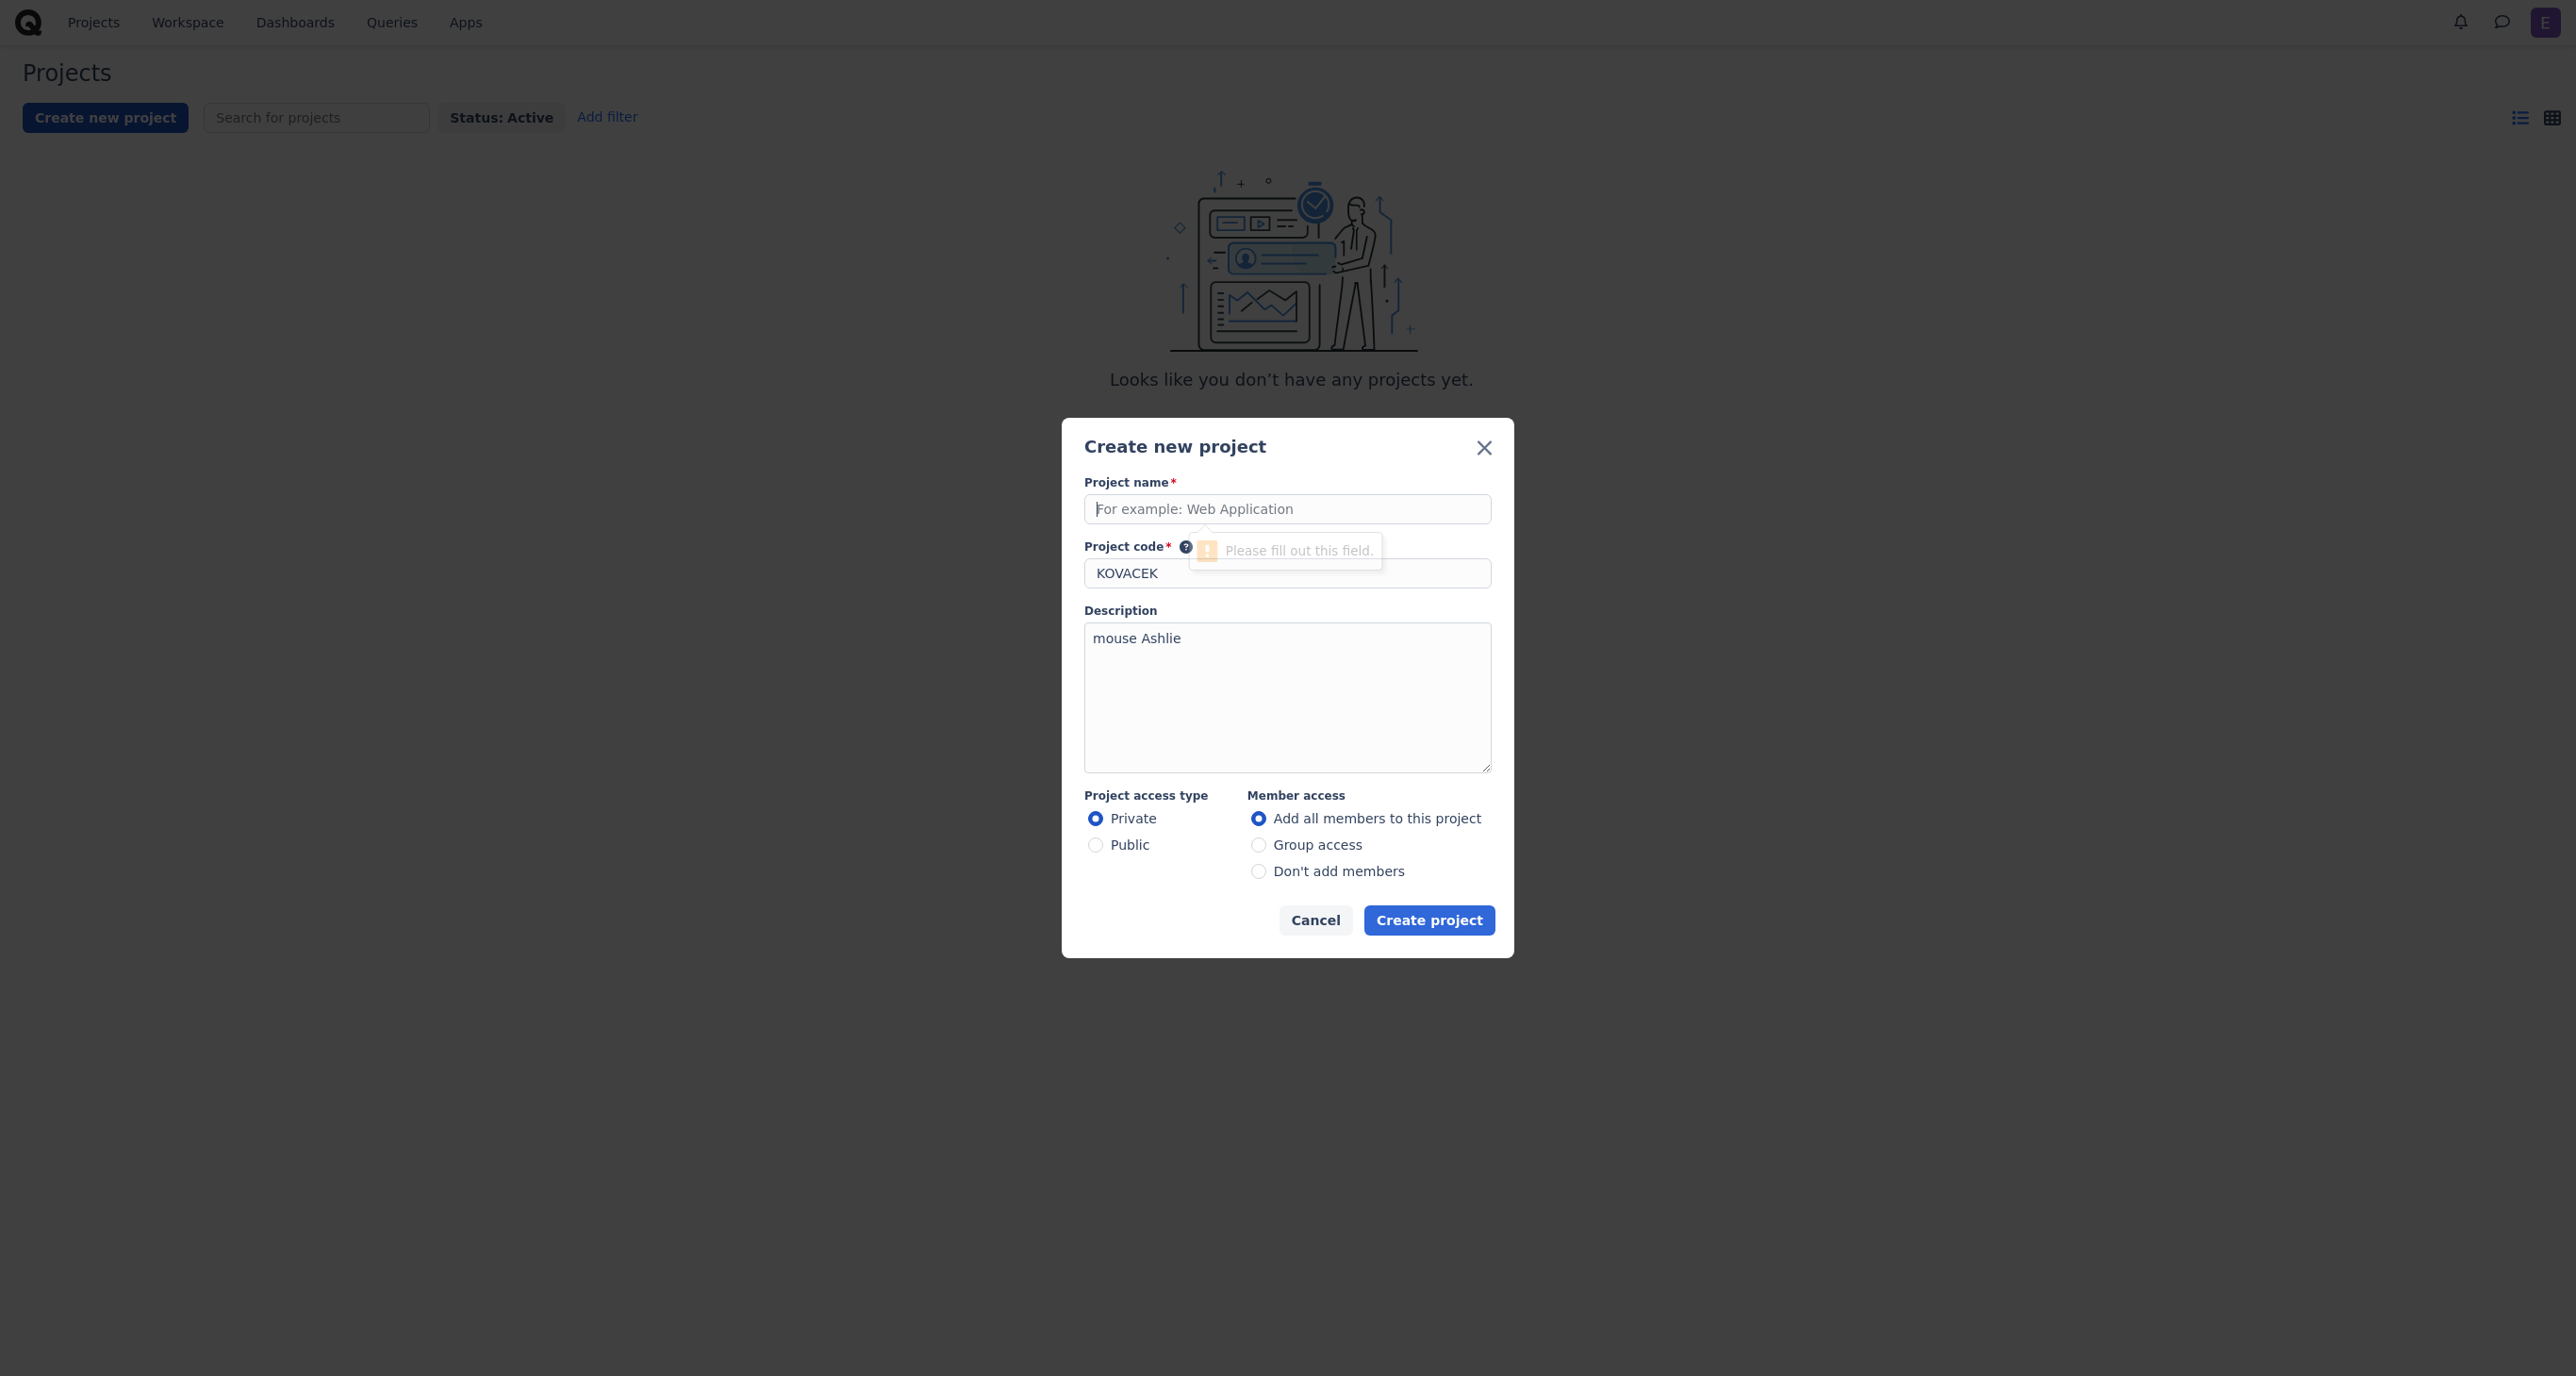 Projects Workspace Dashboards Queries Apps E
Projects
Create new project Search for projects Status: Active Add filter
Looks like you don’t have any projects yet.
Create new project
Project name*
For example: Web Application
Please fill out this field.
Project code* ?
KOVACEK
Description
mouse Ashlie
Project access type Member access
Private Add all members to this project
Public Group access
Don't add members
Cancel Create project